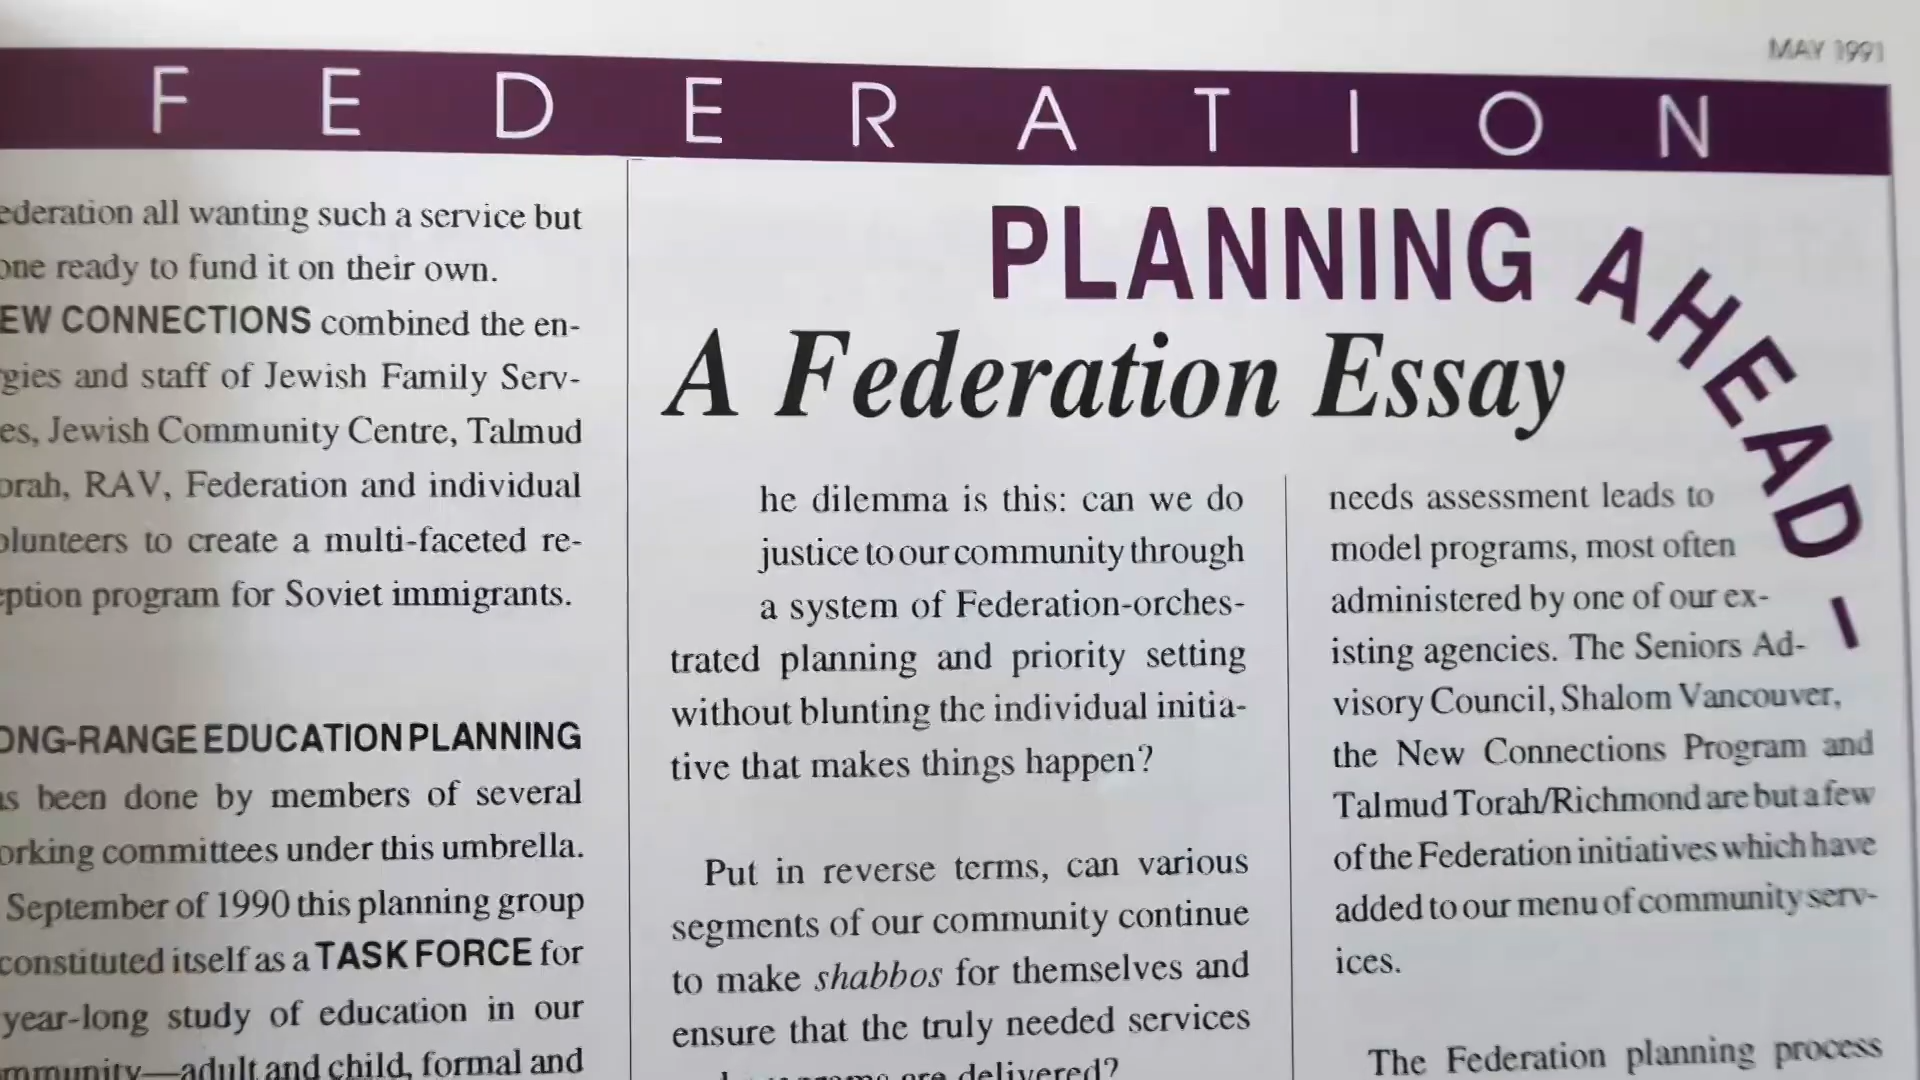 MAY 1991
FEDERATION
ederation all wanting such a service but
one ready to fund it on their own.
EW CONNECTIONS combined the en-
gies and staff of Jewish Family Serv-
es, Jewish Community Centre, Talmud
orah, RAV, Federation and individual
olunteers to create a multi-faceted re-
eption program for Soviet immigrants.
ONG-RANGE EDUCATION PLANNING
as been done by members of several
orking committees under this umbrella.
September of 1990 this planning group
constituted itself as a TASK FORCE for
year-long study of education in our
mmunity—adult and child, formal and
PLANNING AHEAD -
A Federation Essay
he dilemma is this: can we do
justice to our community through
a system of Federation-orches-
trated planning and priority setting
without blunting the individual initia-
tive that makes things happen?
Put in reverse terms, can various
segments of our community continue
to make shabbos for themselves and
ensure that the truly needed services
are delivered?
needs assessment leads to
model programs, most often
administered by one of our ex-
isting agencies. The Seniors Ad-
visory Council, Shalom Vancouver,
the New Connections Program and
Talmud Torah/Richmond are but a few
of the Federation initiatives which have
added to our menu of community serv-
ices.
The Federation planning process